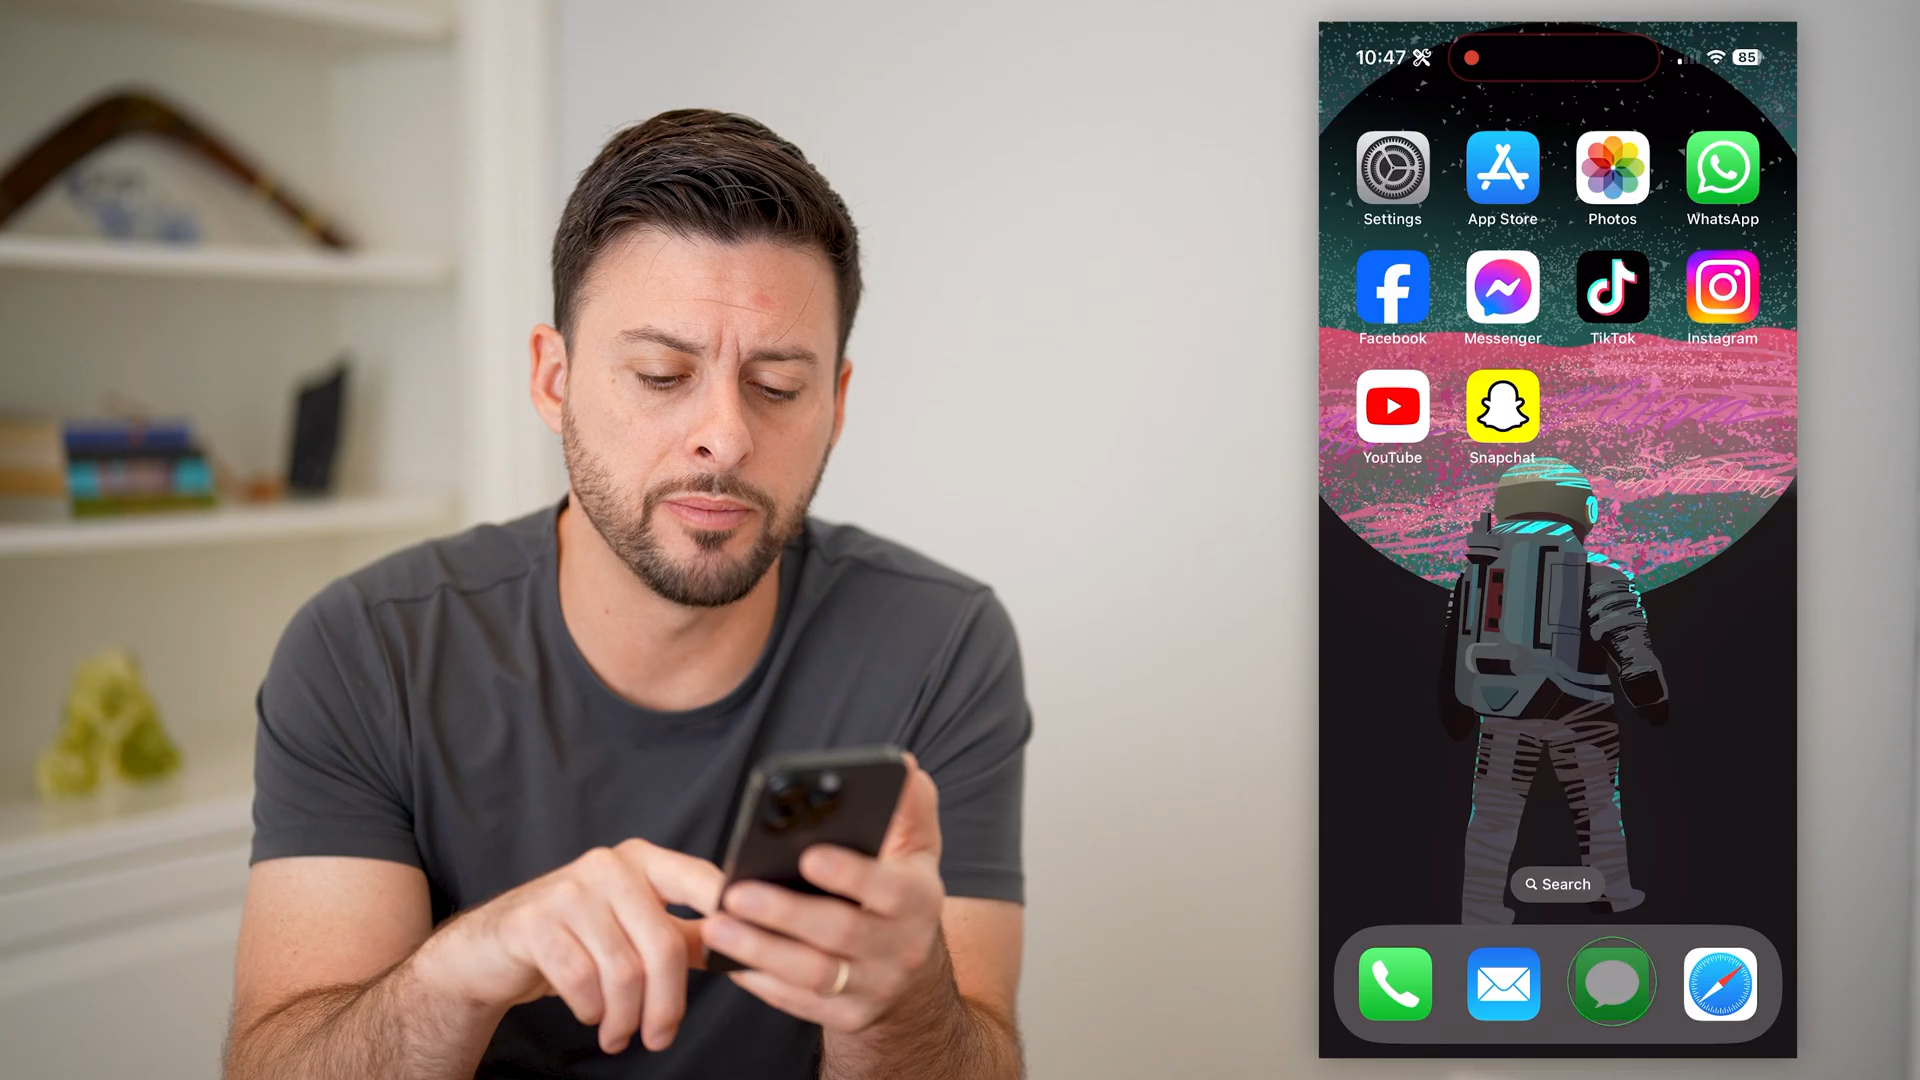 10:47
85
Settings App Store Photos WhatsApp
Facebook Messenger TikTok Instagram
YouTube Snapchat
Search